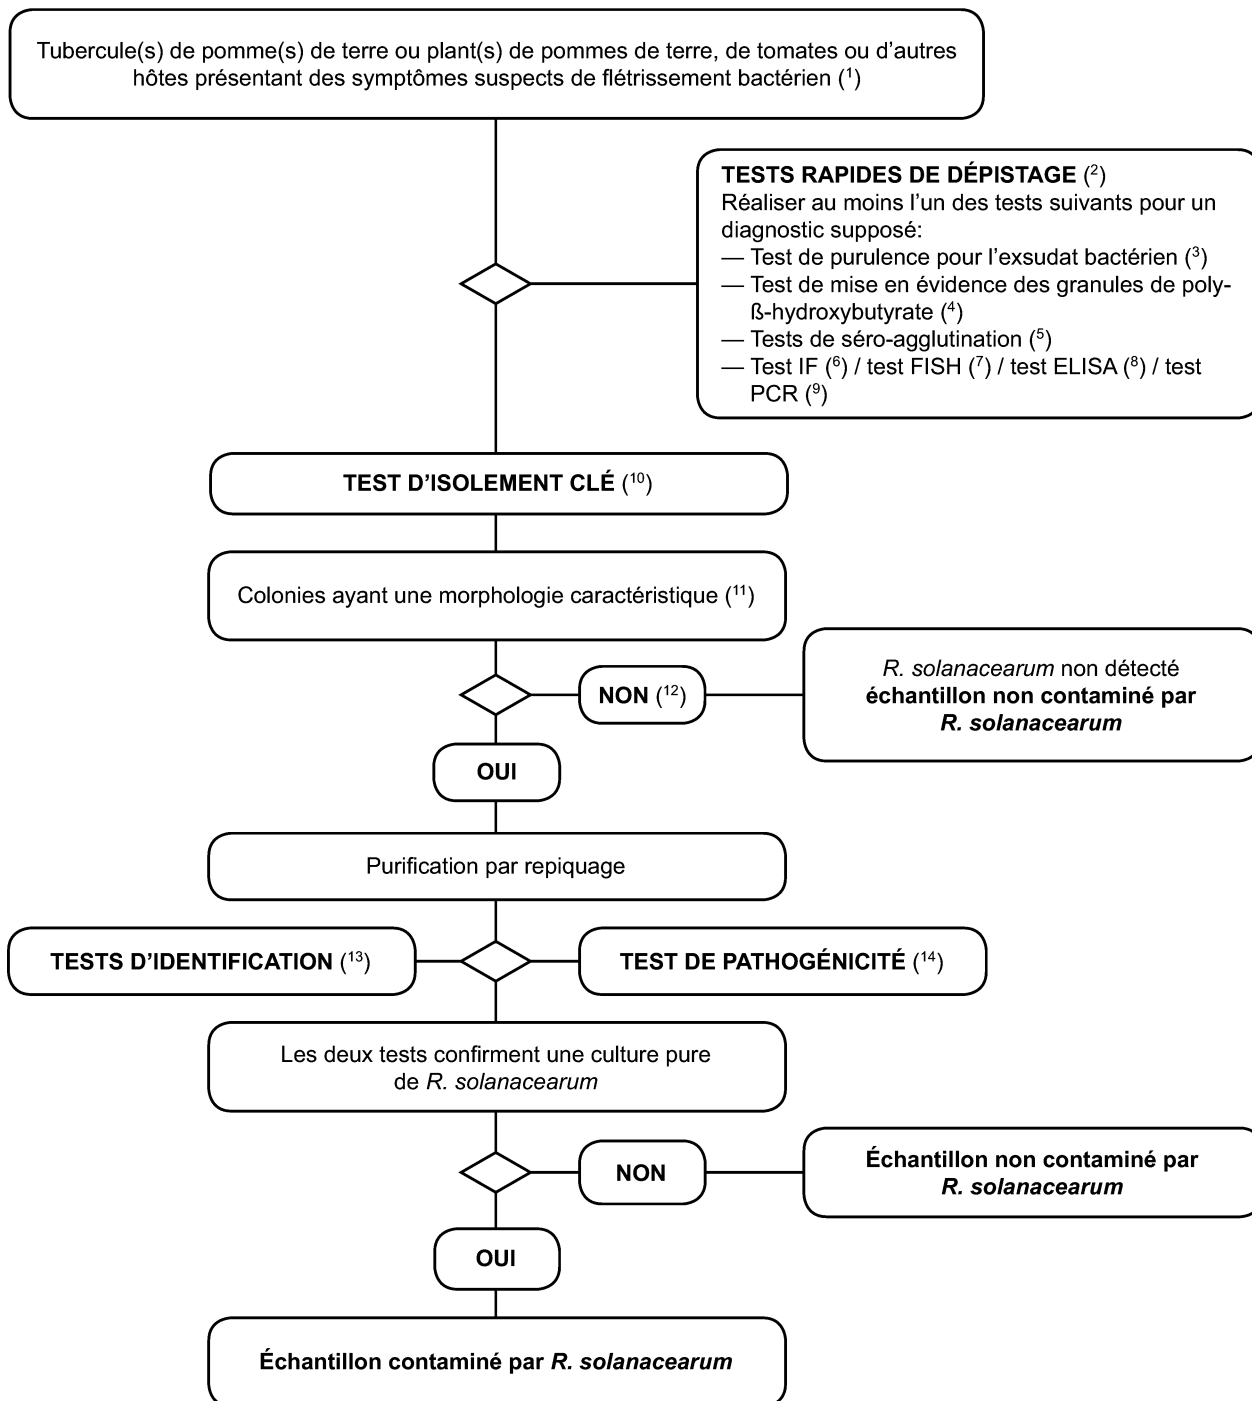 Tubercule(s) de pomme(s) de terre ou plant(s) de pommes de terre, de tomates ou d’autres
hôtes présentant des symptômes suspects de flétrissement bactérien (¹)
TESTS RAPIDES DE DÉPISTAGE (²)
Réaliser au moins l’un des tests suivants pour un
diagnostic supposé:
— Test de purulence pour l’exsudat bactérien (³)
— Test de mise en évidence des granules de poly-
ß-hydroxybutyrate (⁴)
— Tests de séro-agglutination (⁵)
— Test IF (⁶) / test FISH (⁷) / test ELISA (⁸) / test
PCR (⁹)
TEST D’ISOLEMENT CLÉ (¹⁰)
Colonies ayant une morphologie caractéristique (¹¹)
NON (¹²)
R. solanacearum non détecté
échantillon non contaminé par
R. solanacearum
OUI
Purification par repiquage
TESTS D’IDENTIFICATION (¹³)
TEST DE PATHOGÉNICITÉ (¹⁴)
Les deux tests confirment une culture pure
de R. solanacearum
NON
Échantillon non contaminé par
R. solanacearum
OUI
Échantillon contaminé par R. solanacearum